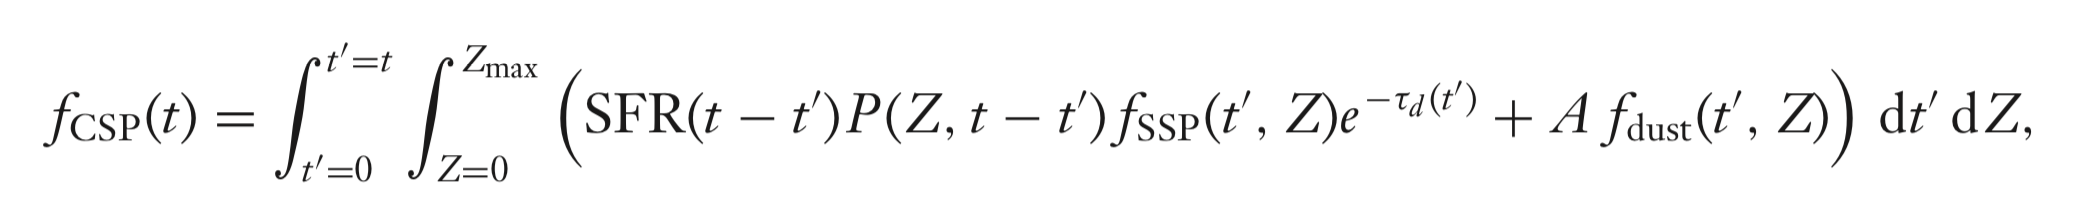 f_CSP(t) = ∫_{t′=0}^{t′=t} ∫_{Z=0}^{Z_max} (SFR(t − t′)P(Z, t − t′)f_SSP(t′, Z)e^{−τ_d(t′)} + A f_dust(t′, Z)) dt′ dZ,